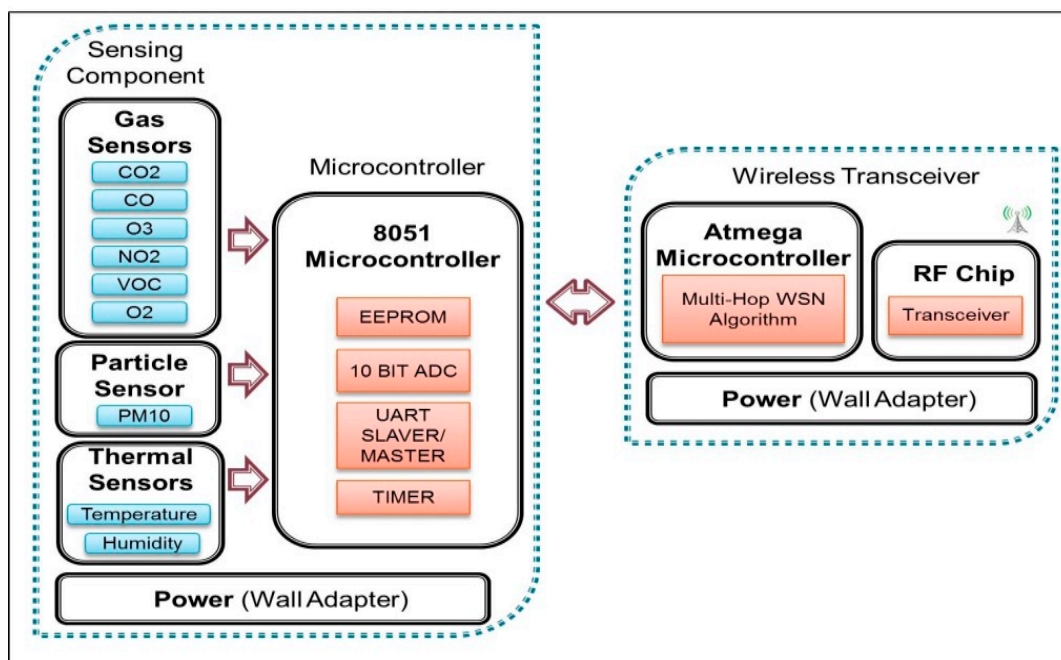 Sensing
Component
Gas
Sensors
CO2
CO
O3
NO2
VOC
O2
Particle
Sensor
PM10
Thermal
Sensors
Temperature
Humidity
Power (Wall Adapter)
Microcontroller
8051
Microcontroller
EEPROM
10 BIT ADC
UART
SLAVER/
MASTER
TIMER
Wireless Transceiver
Atmega
Microcontroller
Multi-Hop WSN
Algorithm
RF Chip
Transceiver
Power (Wall Adapter)